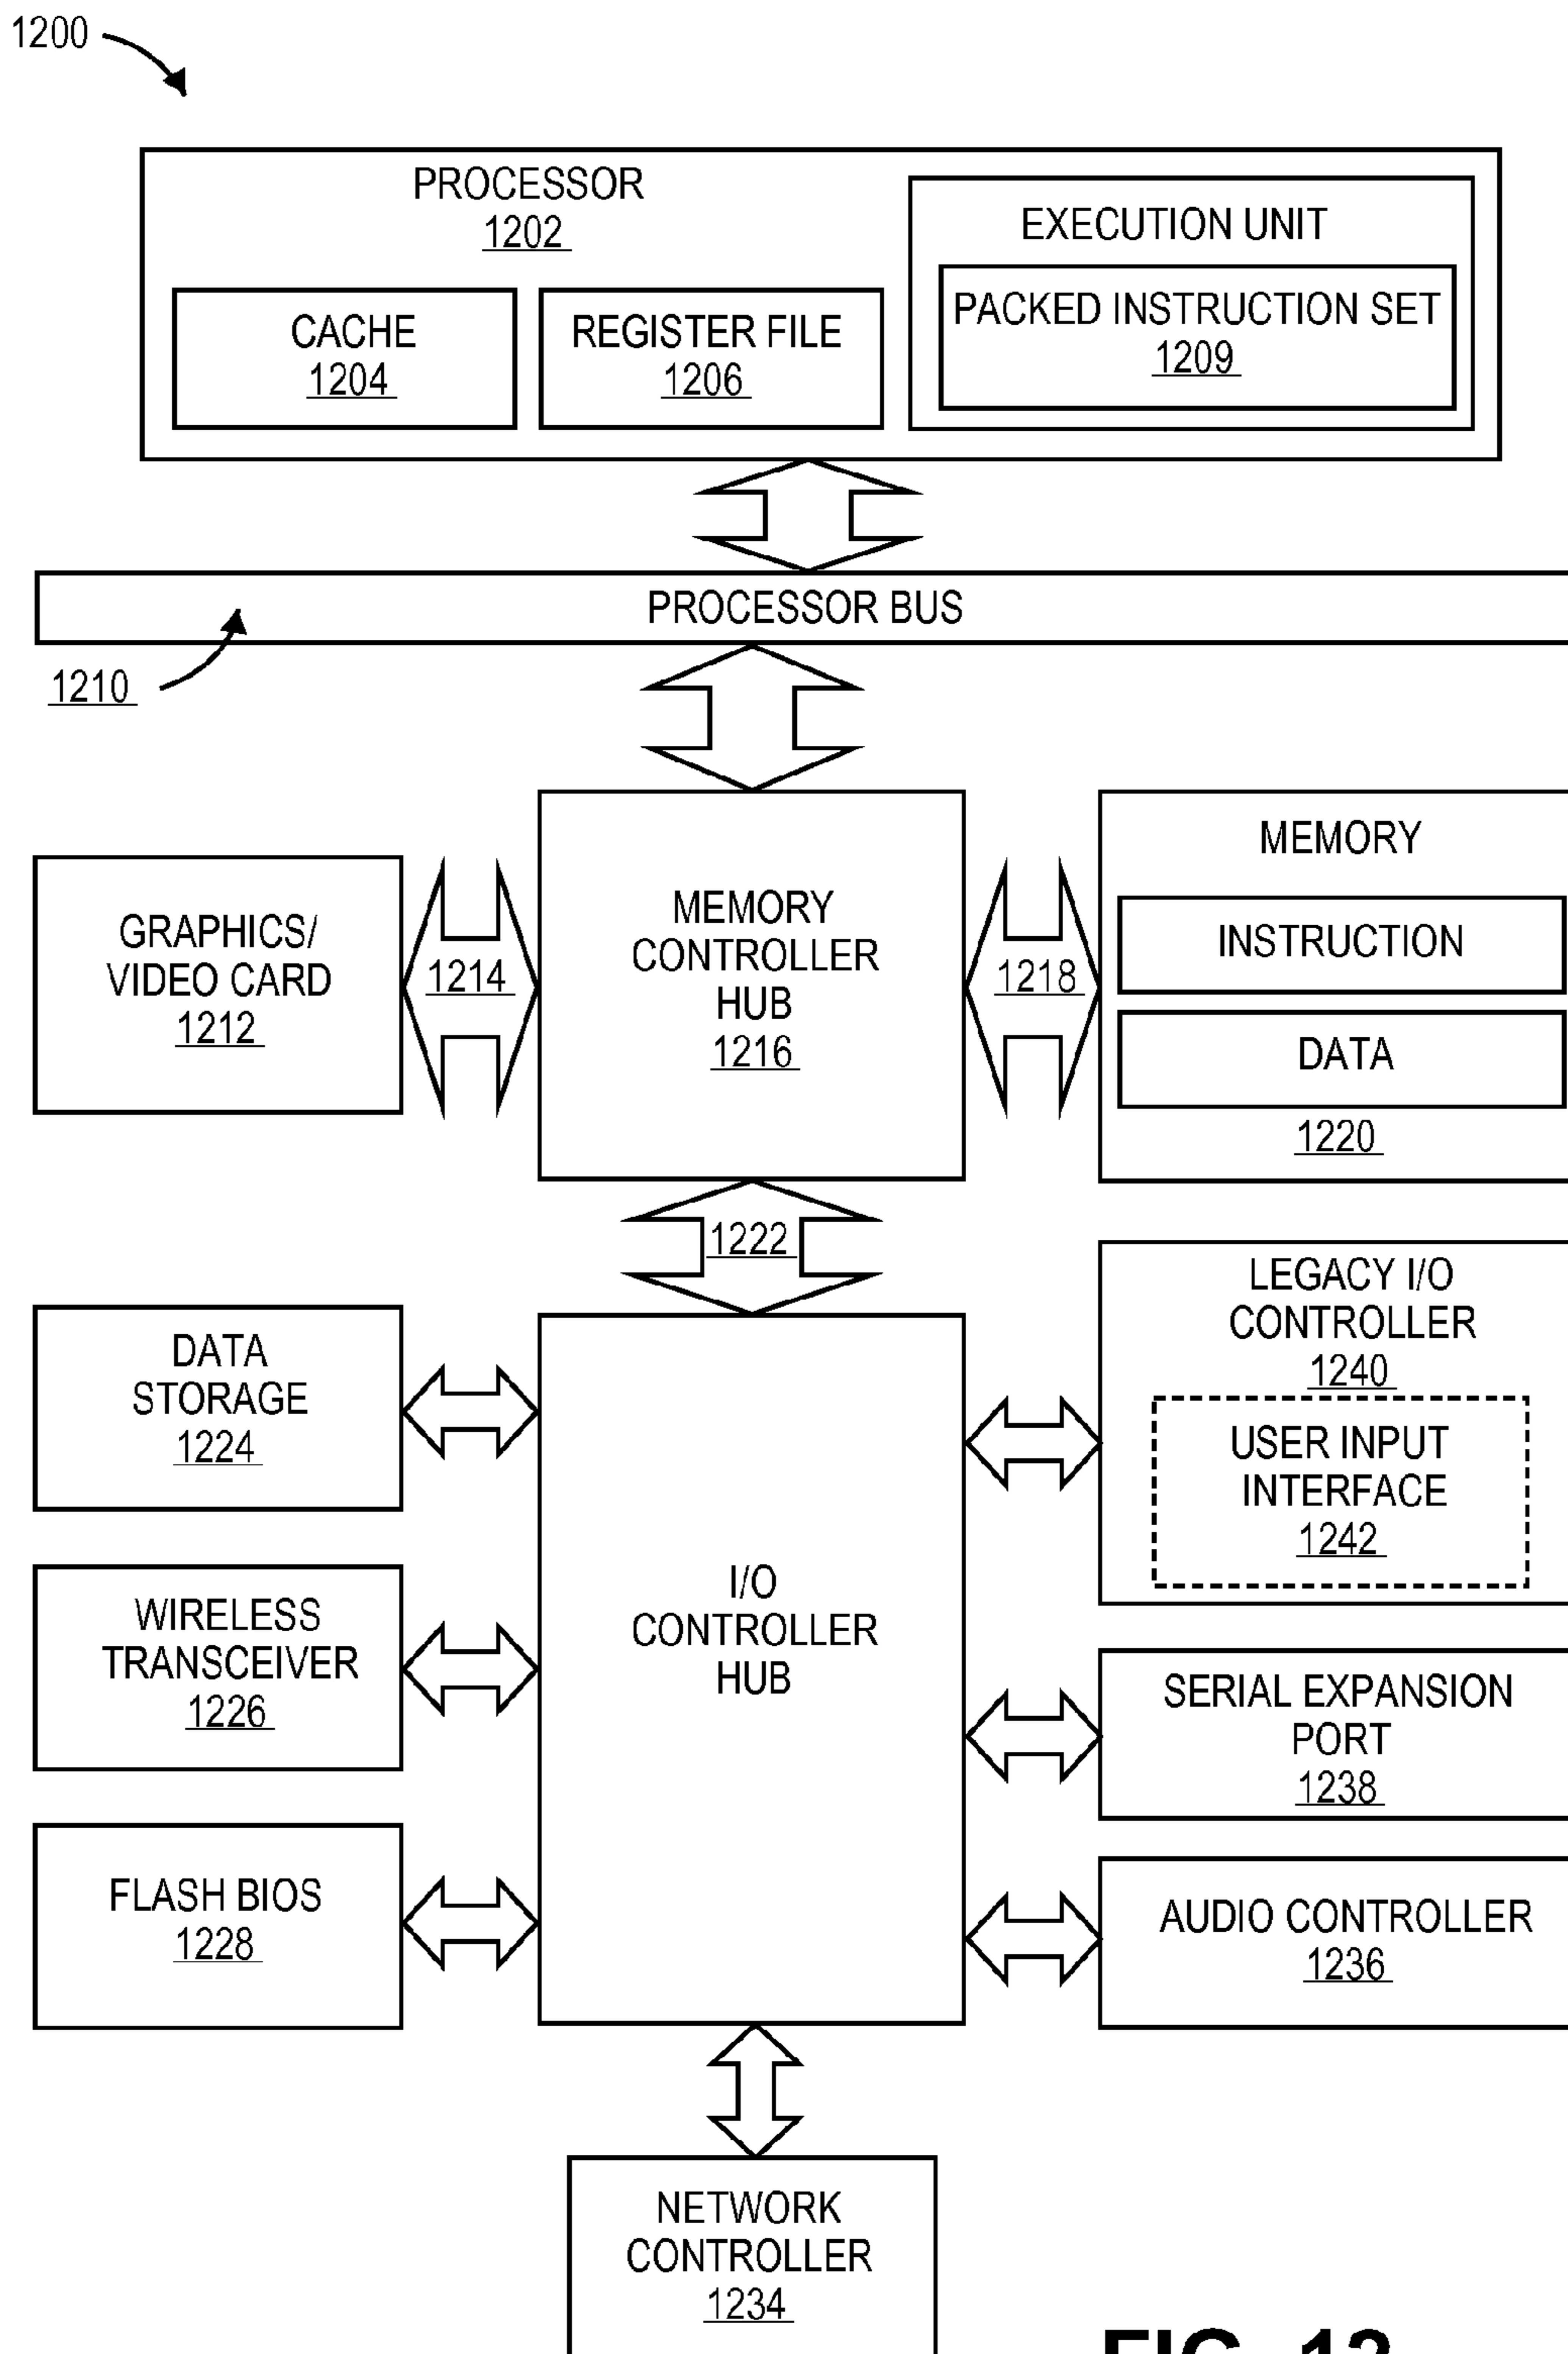 1200
PROCESSOR
1202
EXECUTION UNIT
CACHE
1204
REGISTER FILE
1206
PACKED INSTRUCTION SET
1209
PROCESSOR BUS
1210
GRAPHICS/
VIDEO CARD
1212
1214
MEMORY
CONTROLLER
HUB
1216
1218
MEMORY
INSTRUCTION
DATA
1220
1222
DATA
STORAGE
1224
LEGACY I/O
CONTROLLER
1240
USER INPUT
INTERFACE
1242
WIRELESS
TRANSCEIVER
1226
I/O
CONTROLLER
HUB
SERIAL EXPANSION
PORT
1238
FLASH BIOS
1228
AUDIO CONTROLLER
1236
NETWORK
CONTROLLER
1234
FIG.